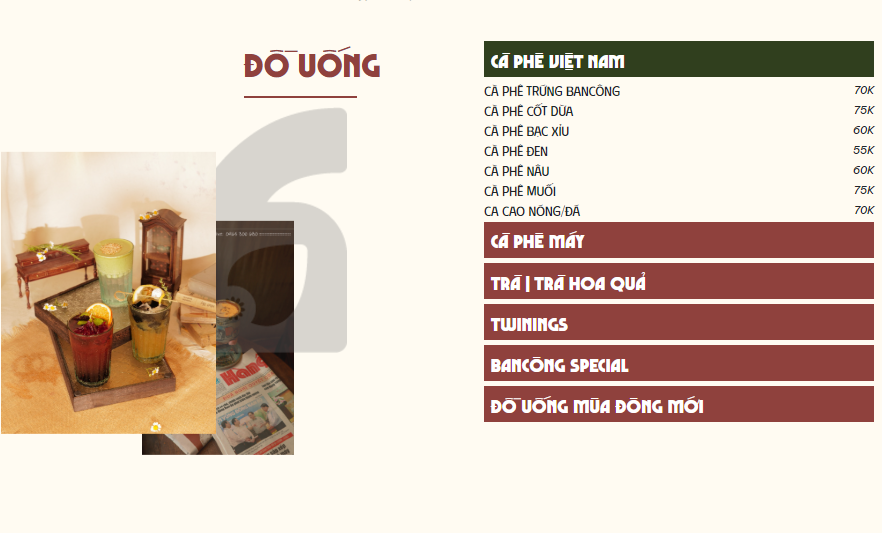 ĐỒ UỐNG
6
CÀ PHÊ VIỆT NAM
CÀ PHÊ TRỨNG BANCÔNG 70K
CÀ PHÊ CỐT DỪA 75K
CÀ PHÊ BẠC XỈU 60K
CÀ PHÊ ĐEN 55K
CÀ PHÊ NÂU 60K
CÀ PHÊ MUỐI 75K
CA CAO NÓNG/ĐÁ 70K
CÀ PHÊ MÁY
TRÀ | TRÀ HOA QUẢ
TWININGS
BANCÔNG SPECIAL
ĐỒ UỐNG MÙA ĐÔNG MỚI